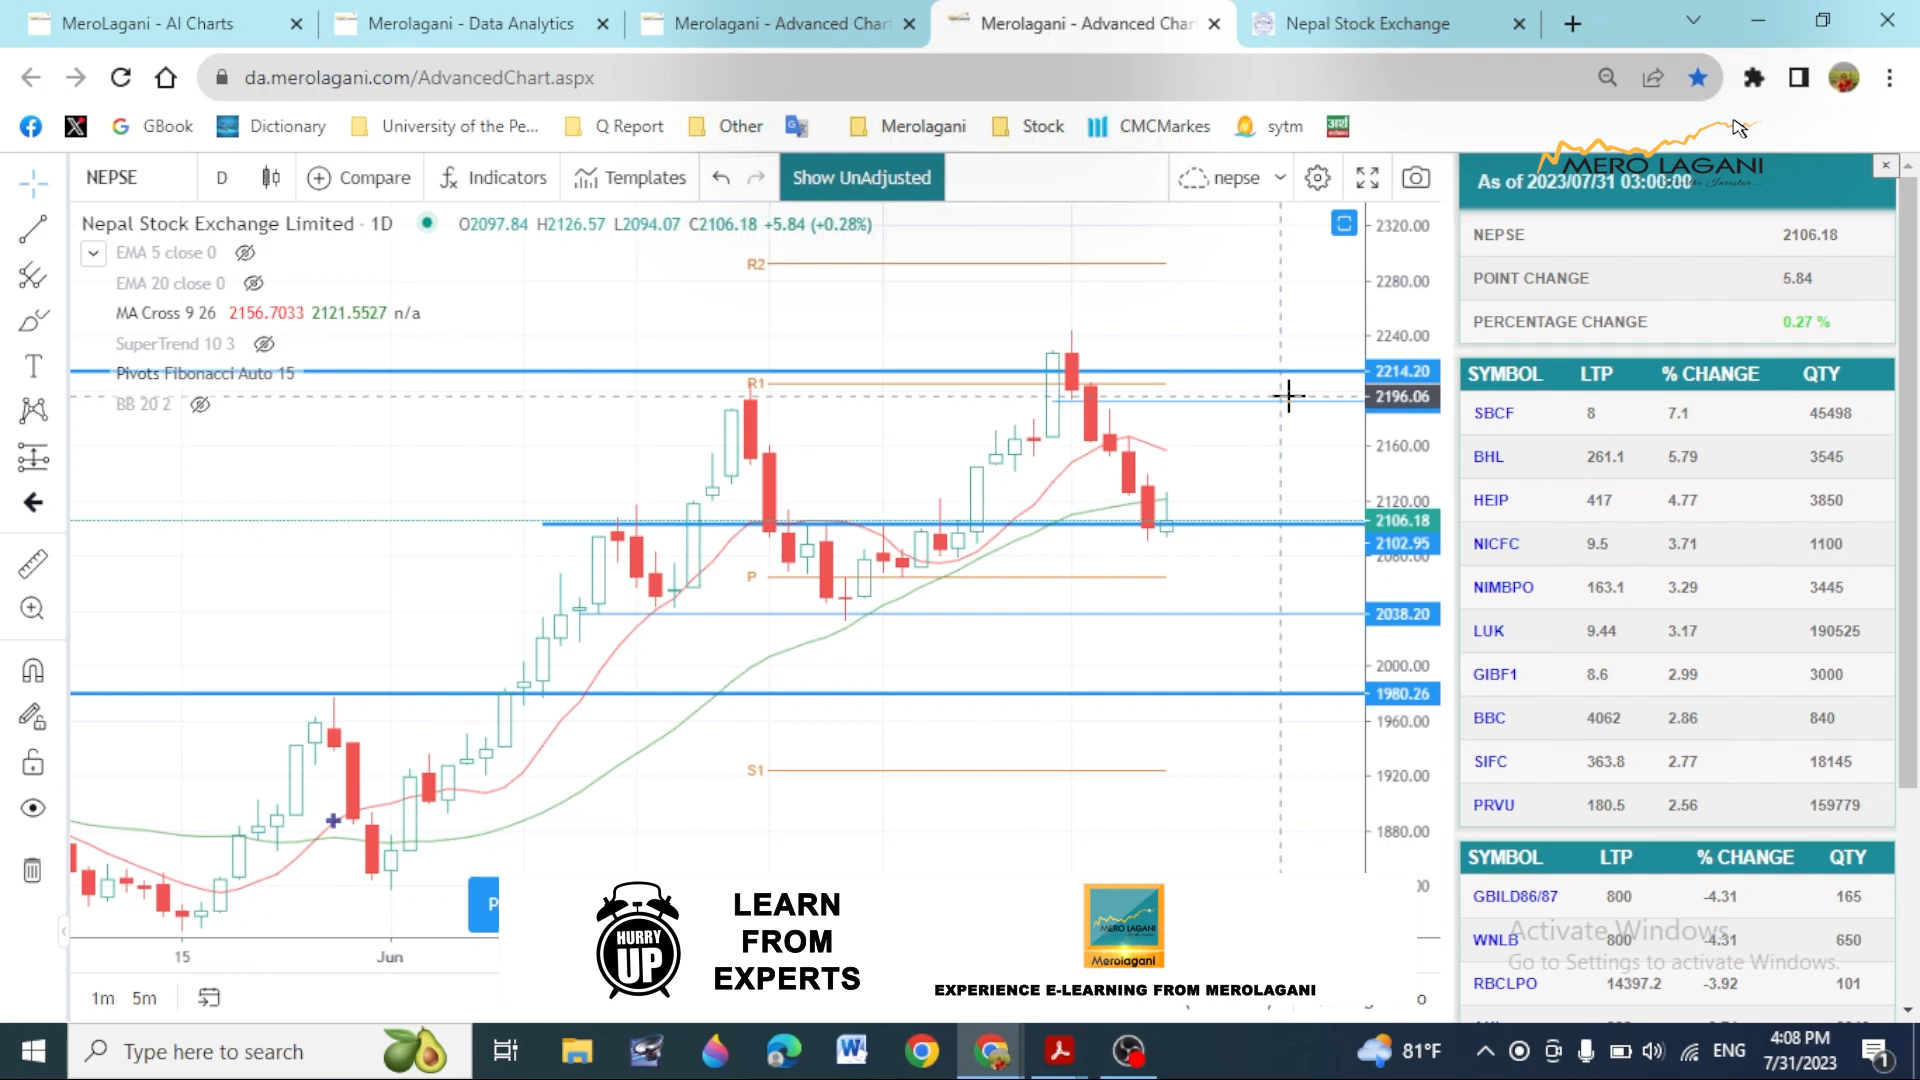 MeroLagani - AI Charts
Merolagani - Data Analytics
Merolagani - Advanced Char
Merolagani - Advanced Char
Nepal Stock Exchange
da.merolagani.com/AdvancedChart.aspx
GBook
Dictionary
University of the Pe...
Q Report
Other
Merolagani
Stock
CMCMarkes
sytm
MERO LAGANI
NEPSE
D
Compare
Indicators
Templates
Show UnAdjusted
nepse
As of 2023/07/31 03:00:00
Nepal Stock Exchange Limited · 1D
O2097.84 H2126.57 L2094.07 C2106.18 +5.84 (+0.28%)
EMA 5 close 0
EMA 20 close 0
MA Cross 9 26 2156.7033 2121.5527 n/a
SuperTrend 10 3
Pivots Fibonacci Auto 15
BB 20 2
R2
R1
P
S1
2320.00
2280.00
2240.00
2214.20
2196.06
2160.00
2120.00
2106.18
2102.95
2080.00
2038.20
2000.00
1980.26
1960.00
1920.00
1880.00
15
Jun
1m 5m
NEPSE 2106.18
POINT CHANGE 5.84
PERCENTAGE CHANGE 0.27 %
SYMBOL LTP % CHANGE QTY
SBCF 8 7.1 45498
BHL 261.1 5.79 3545
HEIP 417 4.77 3850
NICFC 9.5 3.71 1100
NIMBPO 163.1 3.29 3445
LUK 9.44 3.17 190525
GIBF1 8.6 2.99 3000
BBC 4062 2.86 840
SIFC 363.8 2.77 18145
PRVU 180.5 2.56 159779
SYMBOL LTP % CHANGE QTY
GBILD86/87 800 -4.31 165
WNLB 800 -4.31 650
RBCLPO 14397.2 -3.92 101
Activate Windows
Go to Settings to activate Windows.
HURRY
UP
LEARN
FROM
EXPERTS
MERO LAGANI
Merolagani
EXPERIENCE E-LEARNING FROM MEROLAGANI
Type here to search
81°F
ENG
4:08 PM
7/31/2023
1